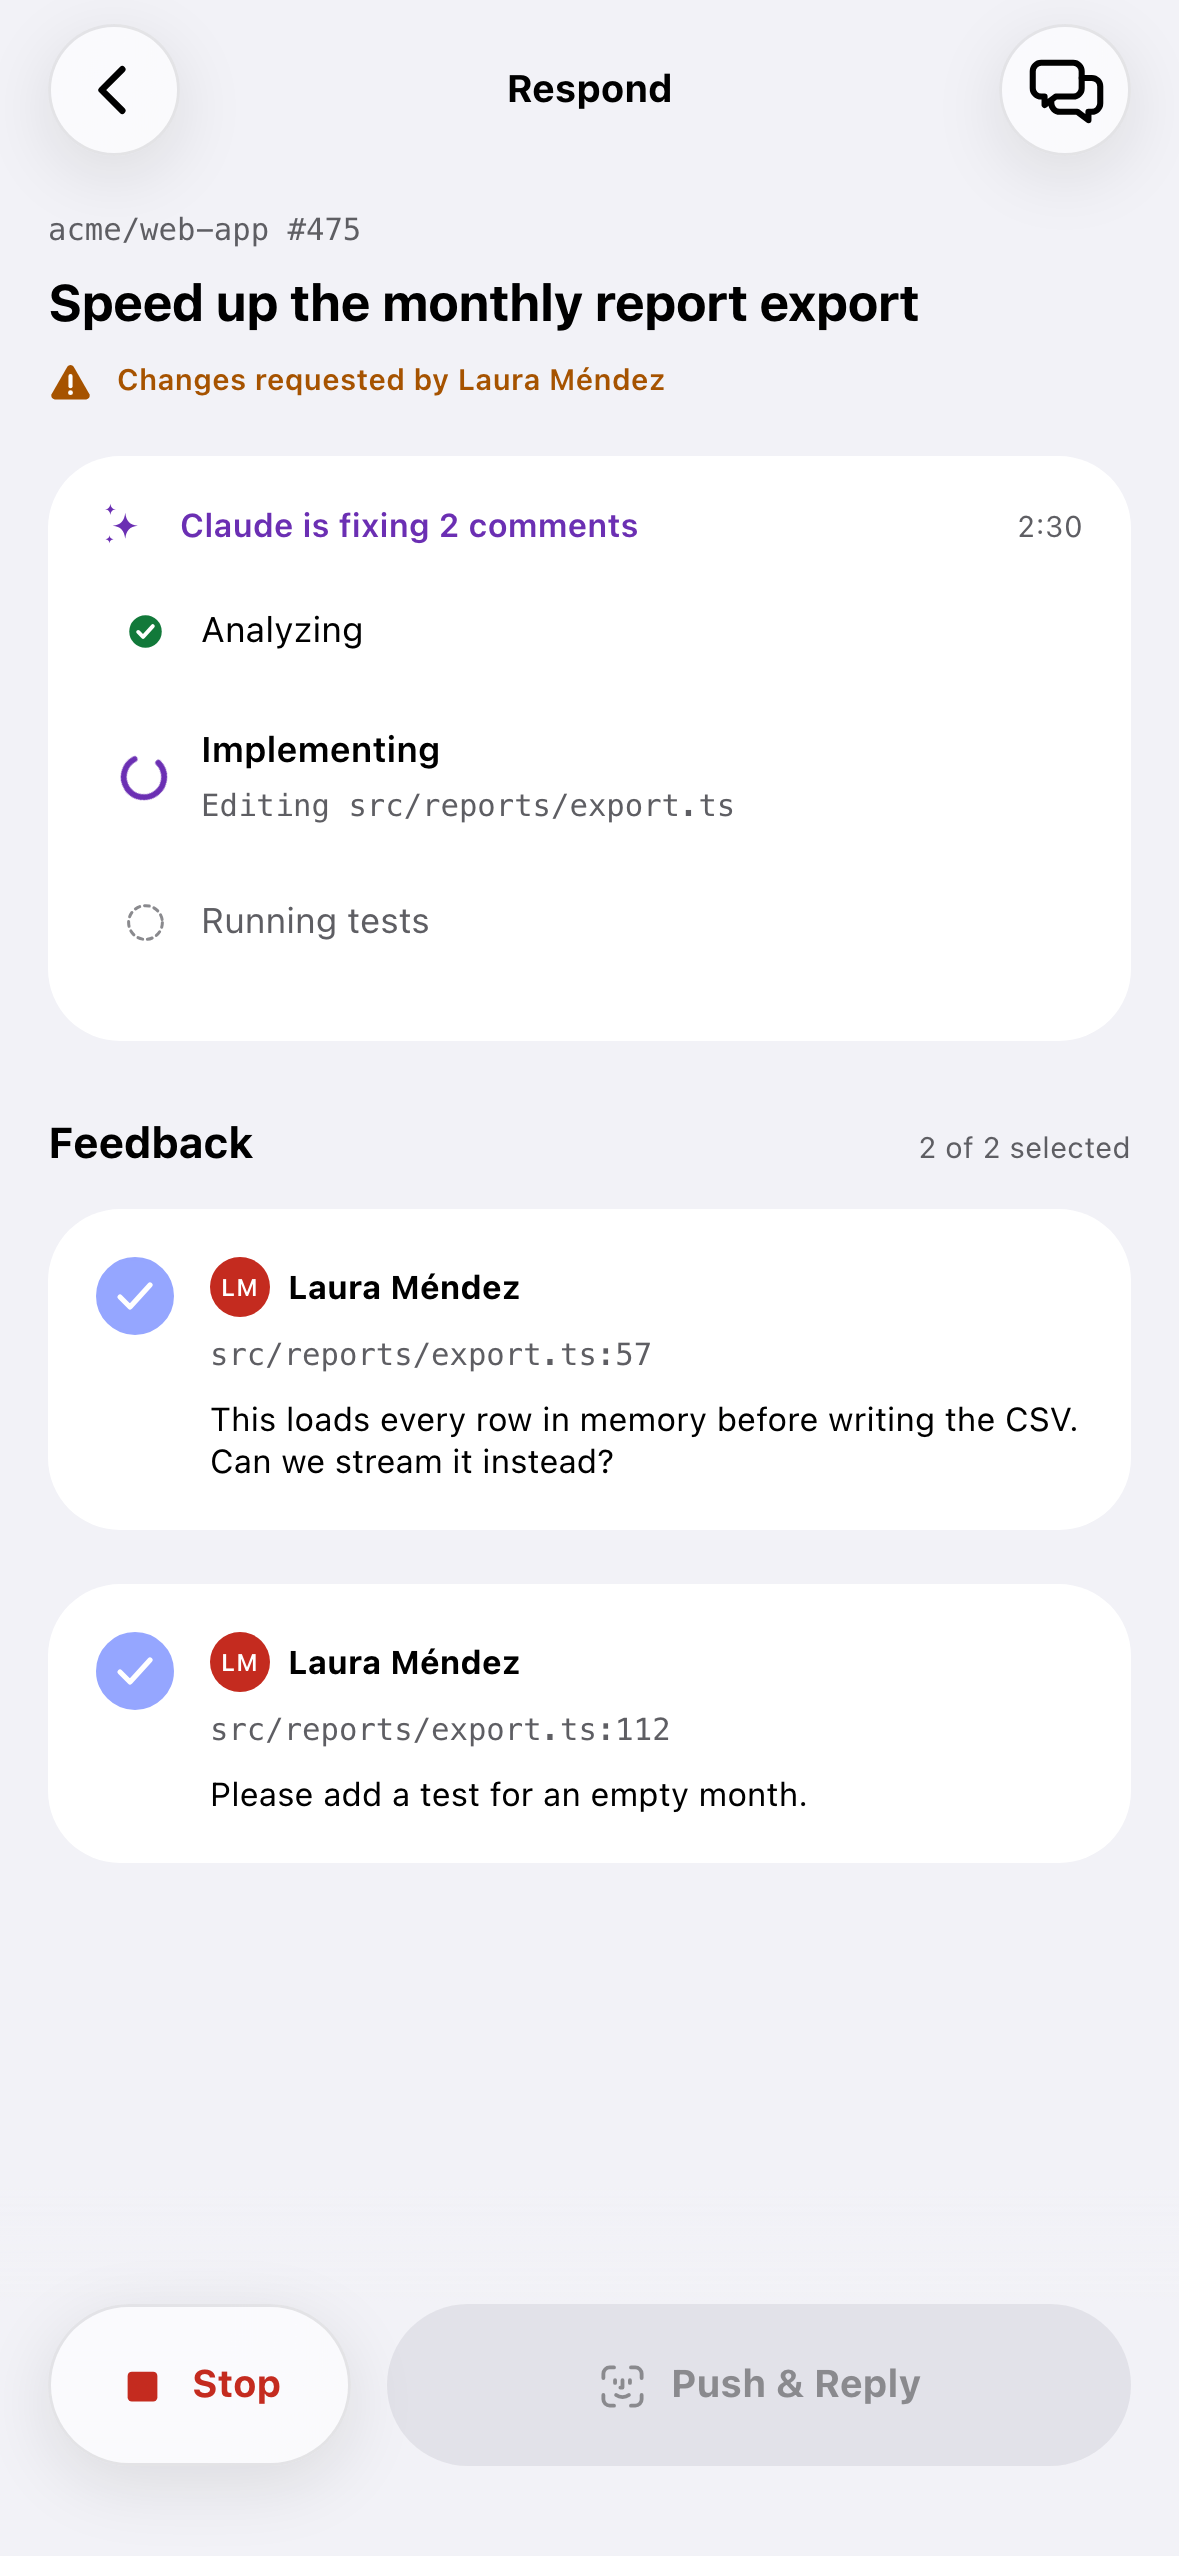 Respond
acme/web-app #475
Speed up the monthly report export
Changes requested by Laura Méndez
Claude is fixing 2 comments
2:30
Analyzing
Implementing
Editing src/reports/export.ts
Running tests
Feedback
2 of 2 selected
LM
Laura Méndez
src/reports/export.ts:57
This loads every row in memory before writing the CSV.
Can we stream it instead?
LM
Laura Méndez
src/reports/export.ts:112
Please add a test for an empty month.
Stop
Push & Reply